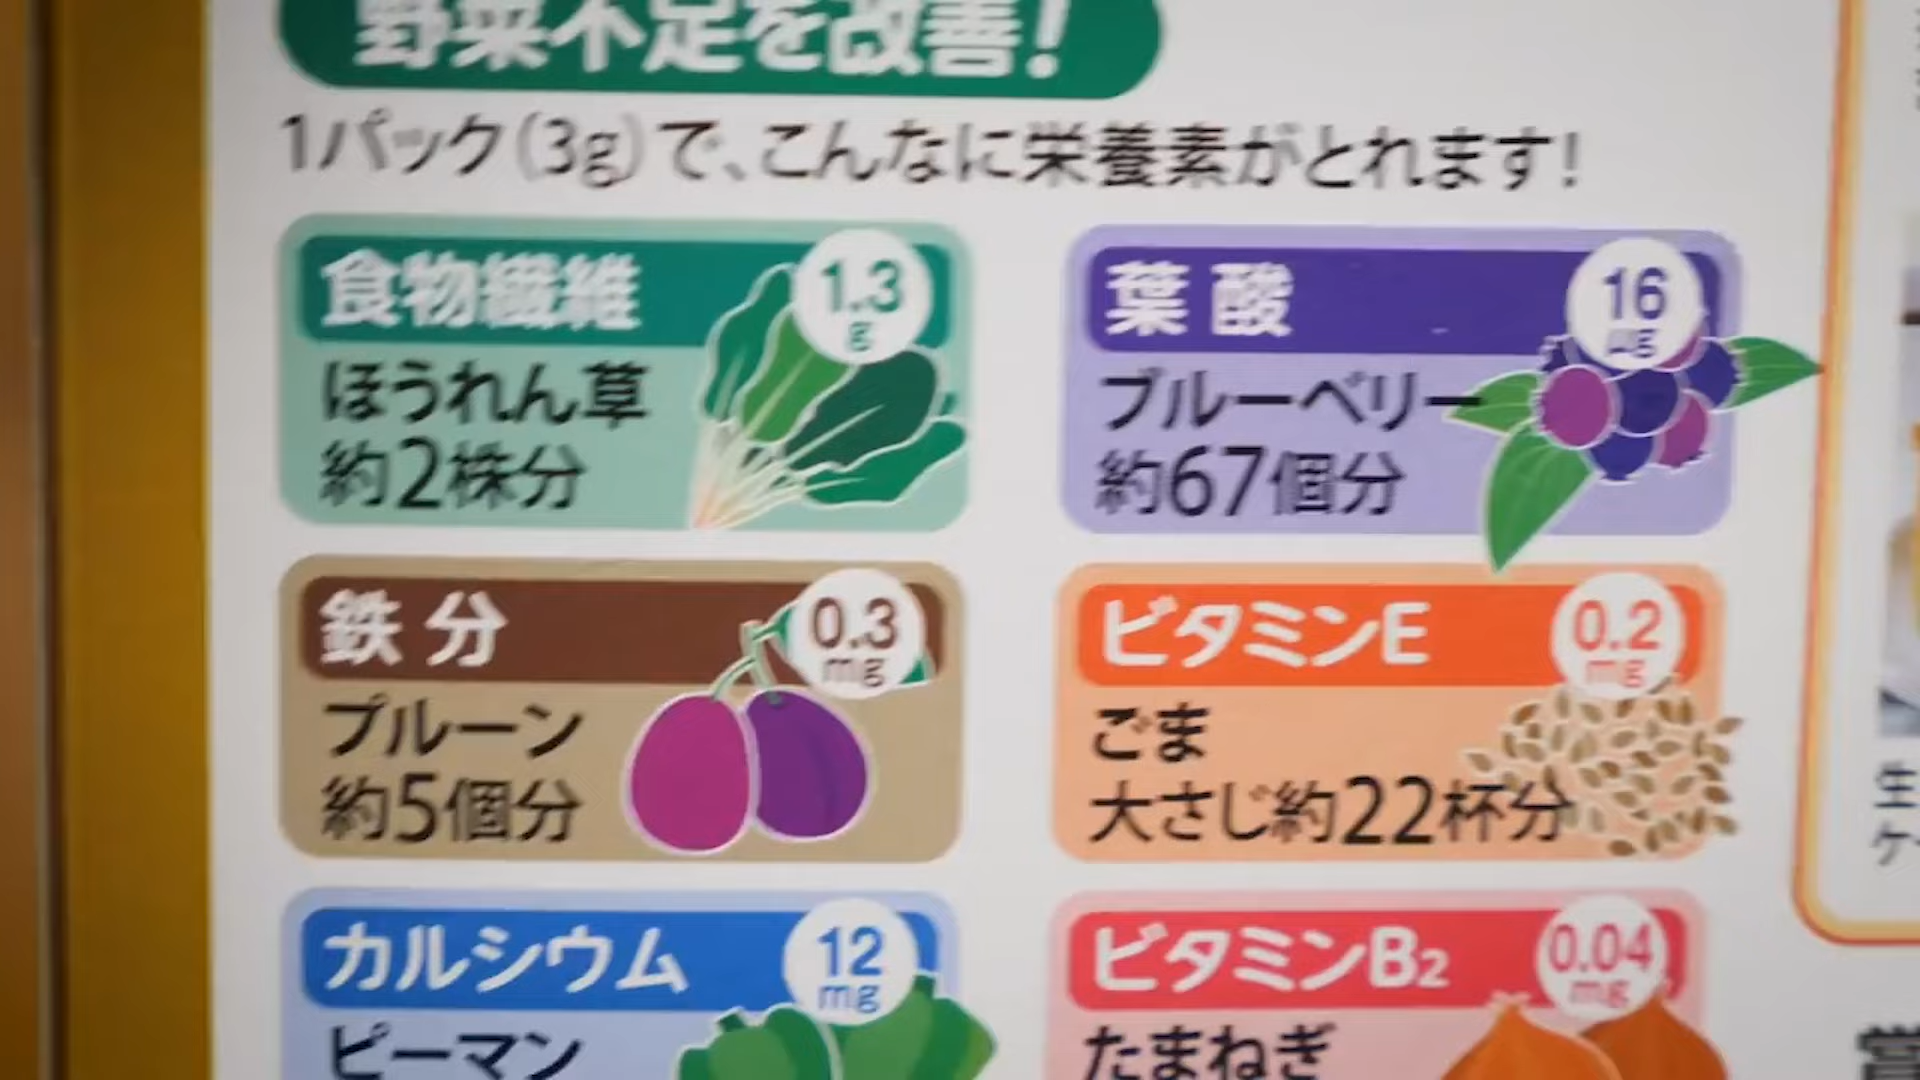 野菜不足を改善!
1パック(3g)で、こんなに栄養素がとれます!
食物繊維
1.3
g
ほうれん草
約2株分
葉酸
16
μg
ブルーベリー
約67個分
鉄分
0.3
mg
プルーン
約5個分
ビタミンE
0.2
mg
ごま
大さじ約22杯分
カルシウム
12
mg
ピーマン
ビタミンB2
0.04
mg
たまねぎ
生
賞